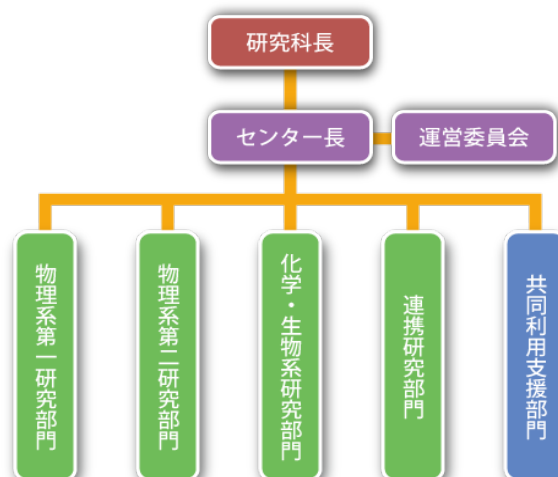 研究科長
センター長
運営委員会
物理系第一研究部門
物理系第二研究部門
化学・生物系研究部門
連携研究部門
共同利用支援部門